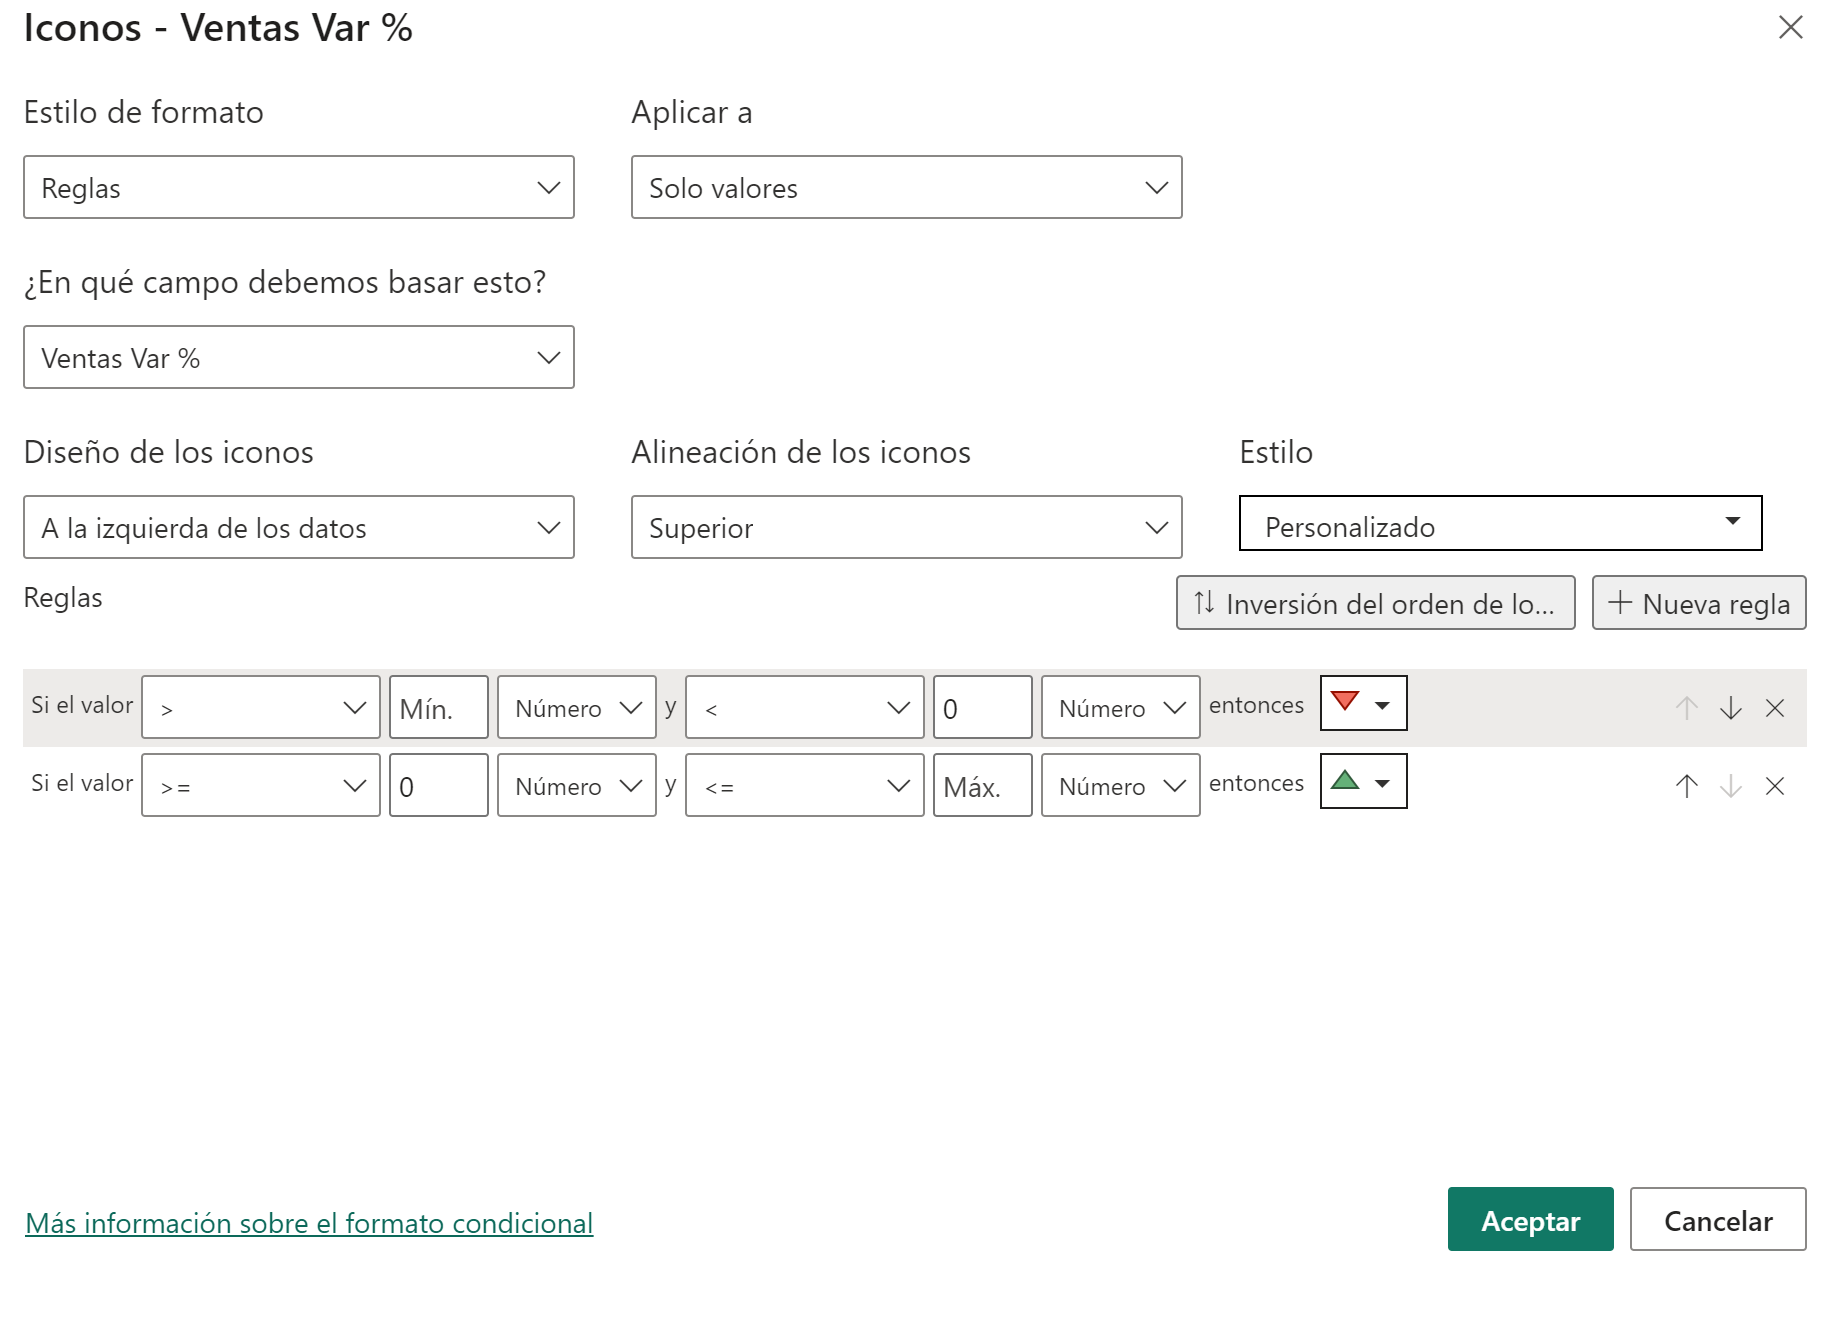 Iconos - Ventas Var %
Estilo de formato
Aplicar a
Reglas
Solo valores
¿En qué campo debemos basar esto?
Ventas Var %
Diseño de los iconos
Alineación de los iconos
Estilo
A la izquierda de los datos
Superior
Personalizado
Reglas
Inversión del orden de lo...
Nueva regla
Si el valor > Mín. Número y < 0 Número entonces
Si el valor >= 0 Número y <= Máx. Número entonces
Más información sobre el formato condicional
Aceptar
Cancelar